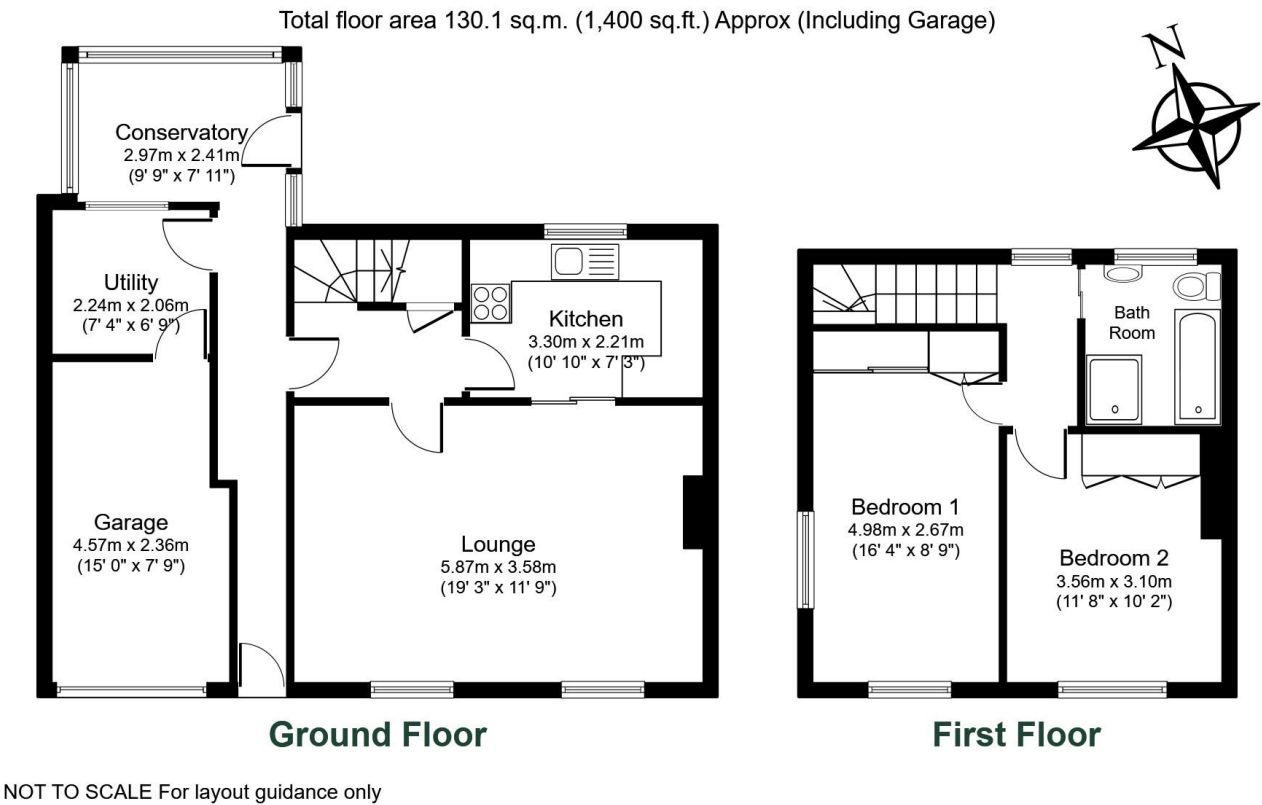 Total floor area 130.1 sq.m. (1,400 sq.ft.) Approx (Including Garage)
N
Conservatory
2.97m x 2.41m
(9' 9" x 7' 11")
Utility
2.24m x 2.06m
(7' 4" x 6' 9")
Kitchen
3.30m x 2.21m
(10' 10" x 7' 3")
Garage
4.57m x 2.36m
(15' 0" x 7' 9")
Lounge
5.87m x 3.58m
(19' 3" x 11' 9")
Ground Floor
Bath
Room
Bedroom 1
4.98m x 2.67m
(16' 4" x 8' 9")
Bedroom 2
3.56m x 3.10m
(11' 8" x 10' 2")
First Floor
NOT TO SCALE For layout guidance only